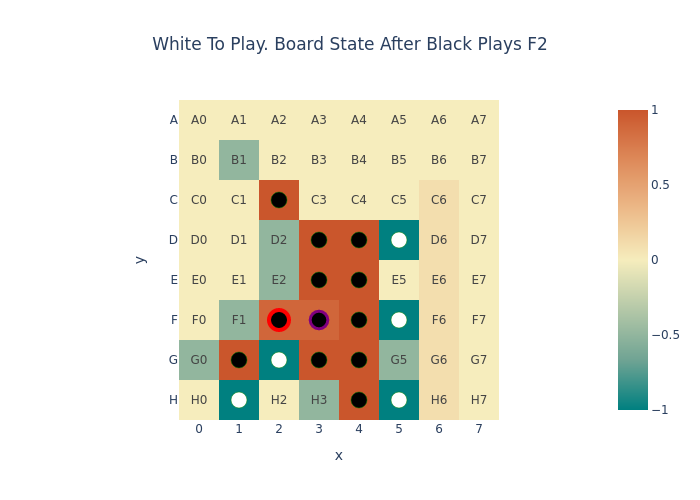 White To Play. Board State After Black Plays F2
A A0 A1 A2 A3 A4 A5 A6 A7
B B0 B1 B2 B3 B4 B5 B6 B7
C C0 C1 C3 C4 C5 C6 C7
D D0 D1 D2 D6 D7
E E0 E1 E2 E5 E6 E7
F F0 F1 F6 F7
G G0 G5 G6 G7
H H0 H2 H3 H6 H7
0 1 2 3 4 5 6 7
x
y
1
0.5
0
−0.5
−1